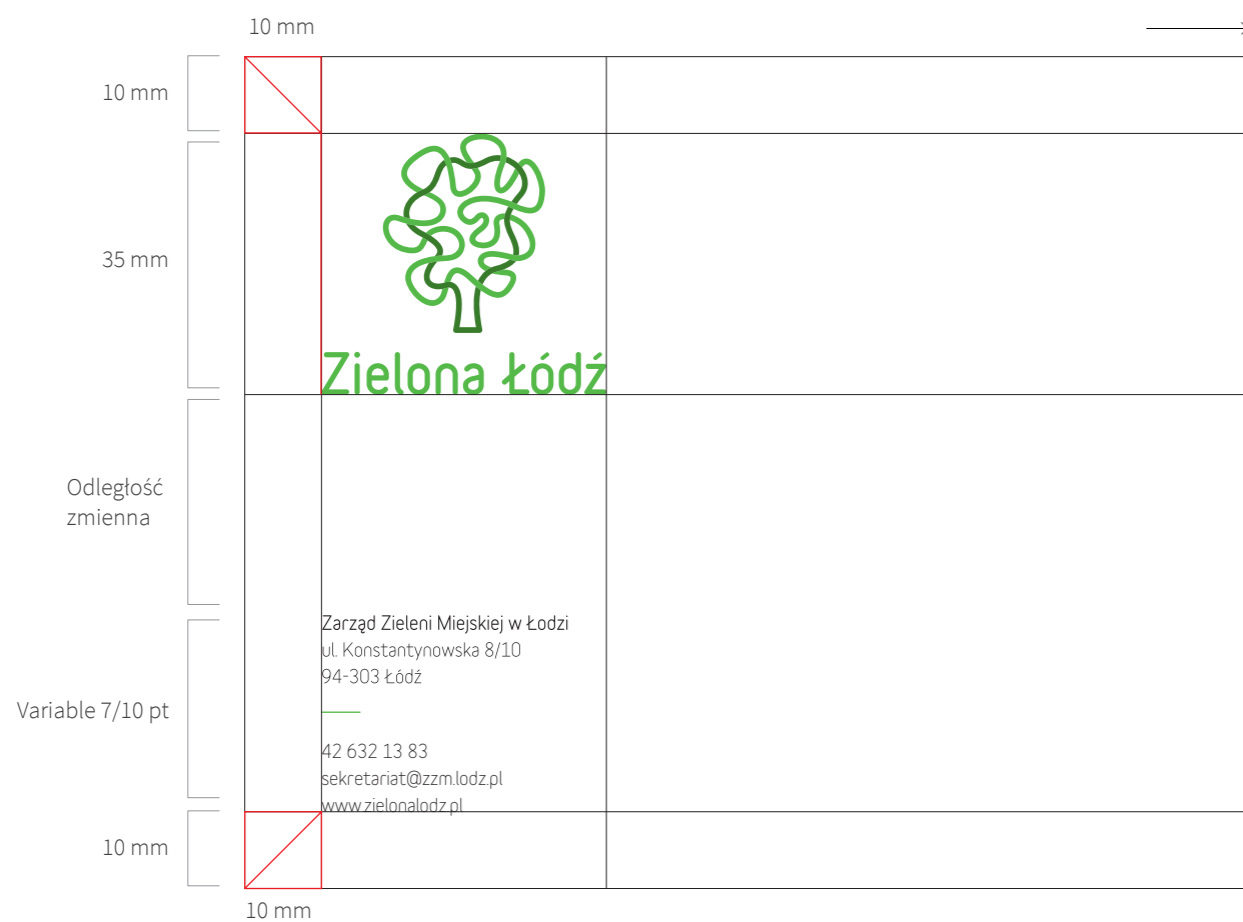 10 mm
10 mm
35 mm
Zielona Łódź
Odległość
zmienna
Zarząd Zieleni Miejskiej w Łodzi
ul. Konstantynowska 8/10
94-303 Łódź
Variable 7/10 pt
42 632 13 83
sekretariat@zzm.lodz.pl
www.zielonalodz.pl
10 mm
10 mm